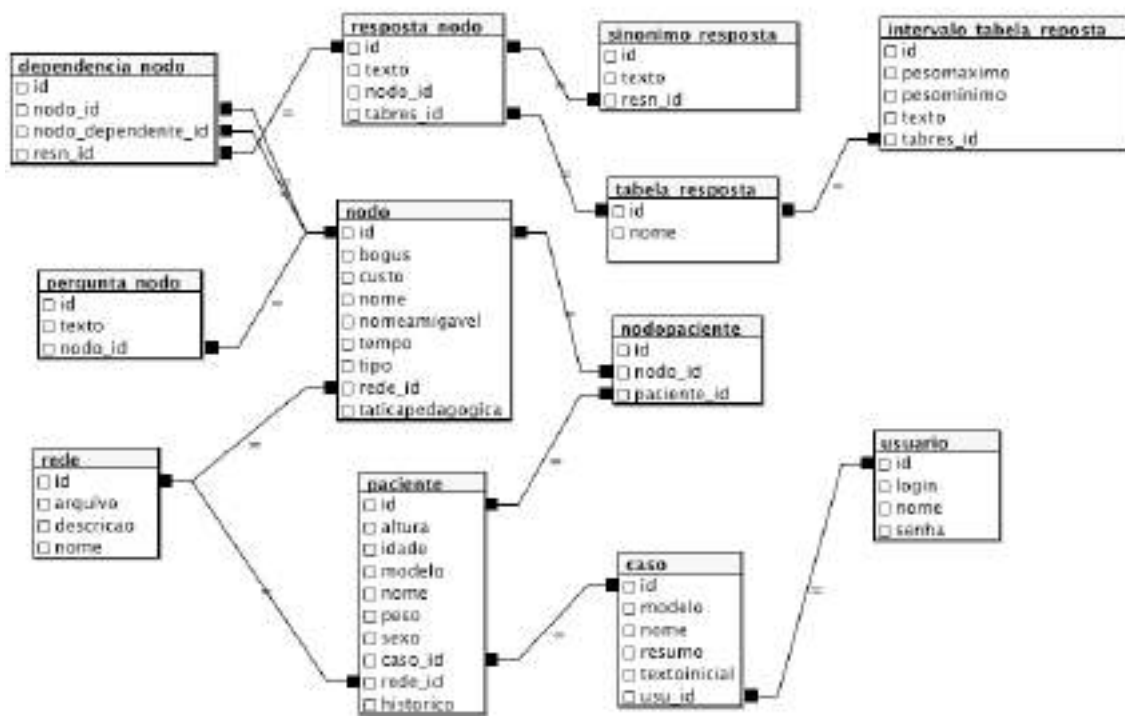 dependencia_nodo
id
nodo_id
nodo_dependente_id
resn_id
resposta_nodo
id
texto
nodo_id
tabres_id
sinonimo_resposta
id
texto
resn_id
intervalo_tabela_reposta
id
pesomaximo
pesomínimo
texto
tabres_id
tabela_resposta
id
nome
nodo
id
bogus
custo
nome
nomeamigavel
tempo
tipo
rede_id
taticapedagogica
pergunta_nodo
id
texto
nodo_id
nodopaciente
id
nodo_id
paciente_id
rede
id
arquivo
descricao
nome
paciente
id
altura
idade
modelo
nome
peso
sexo
caso_id
rede_id
historico
caso
id
modelo
nome
resumo
textoinicial
usu_id
usuario
id
login
nome
senha